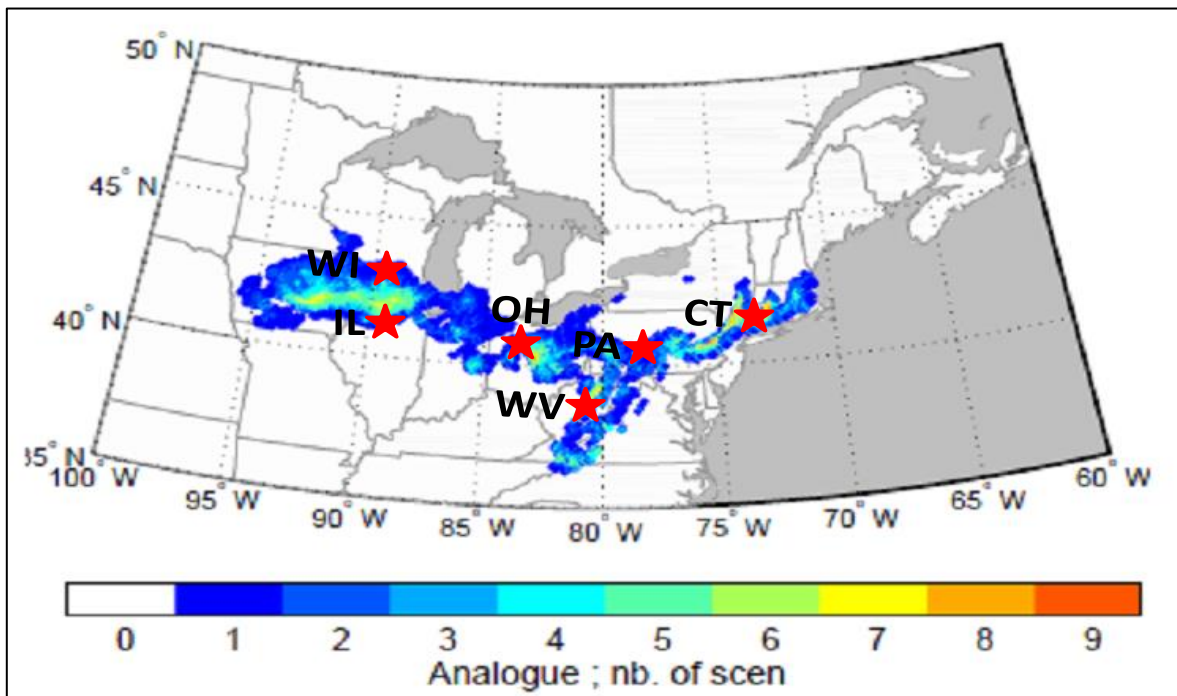 50° N
45° N
40° N
35° N
WI
IL
OH
PA
CT
WV
100° W
95° W
90° W
85° W
80° W
75° W
70° W
65° W
60° W
0 1 2 3 4 5 6 7 8 9
Analogue ; nb. of scen